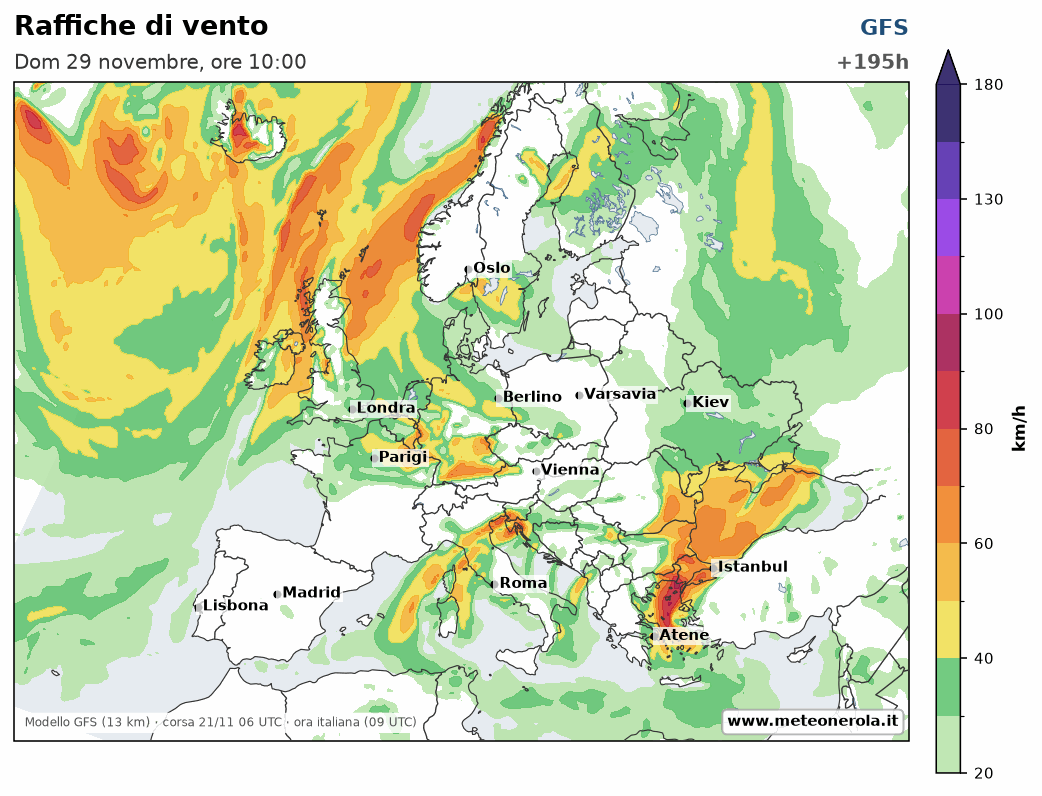 Raffiche di vento
GFS
Dom 29 novembre, ore 10:00
+195h
180
130
100
80
60
40
20
km/h
Oslo
Londra
Berlino
Varsavia
Kiev
Parigi
Vienna
Istanbul
Roma
Madrid
Lisbona
Atene
Modello GFS (13 km) · corsa 21/11 06 UTC · ora italiana (09 UTC)
www.meteonerola.it